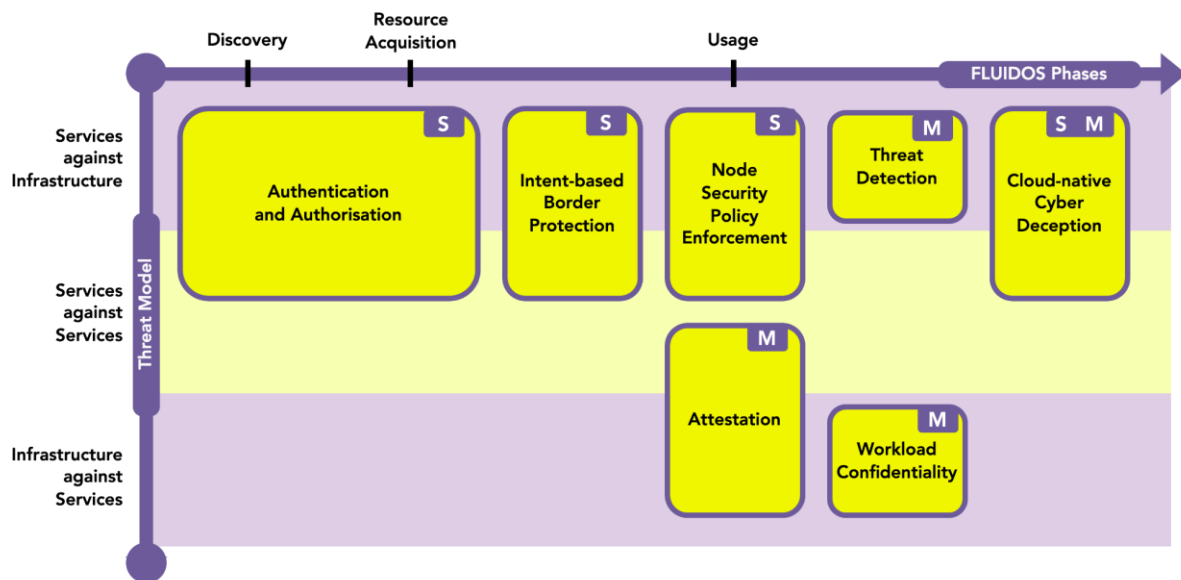 Discovery
Resource
Acquisition
Usage
FLUIDOS Phases
Threat Model
Services
against
Infrastructure
S
Authentication
and Authorisation
S
Intent-based
Border
Protection
S
Node
Security
Policy
Enforcement
M
Threat
Detection
S M
Cloud-native
Cyber
Deception
Services
against
Services
M
Attestation
Infrastructure
against
Services
M
Workload
Confidentiality